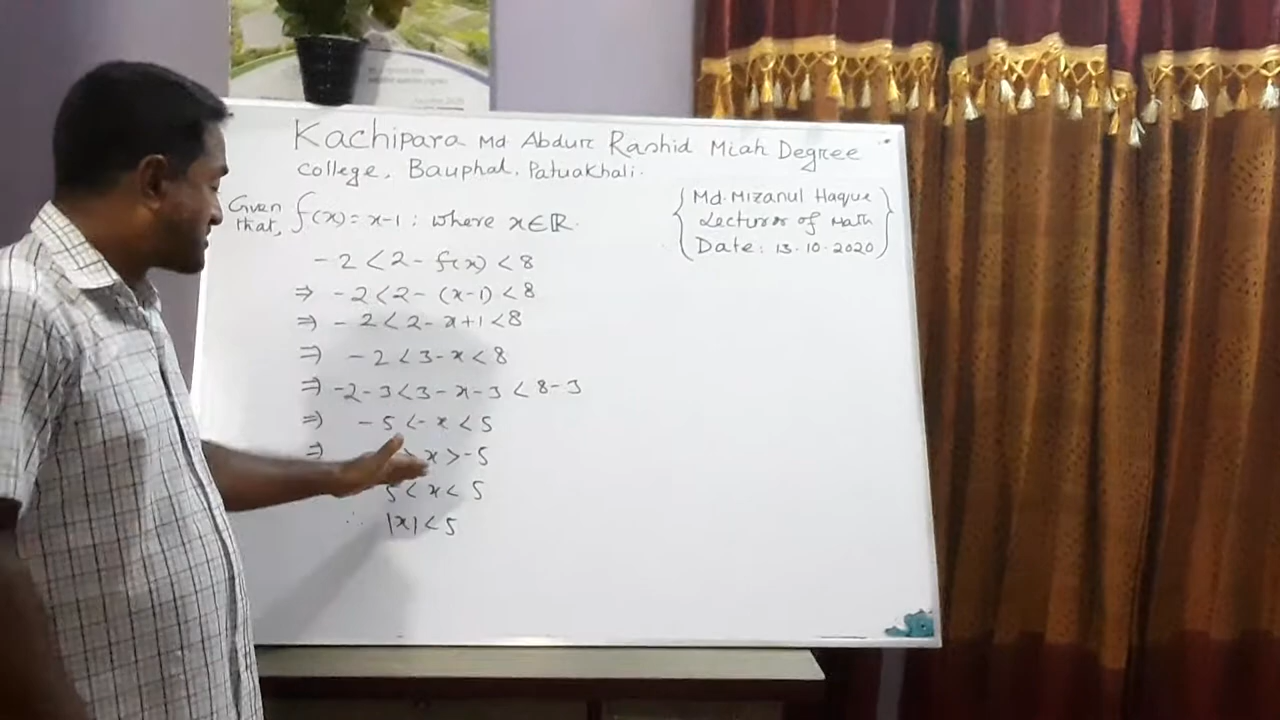 Kachipara Md Abdur Rashid Miah Degree
college, Bauphal, Patuakhali.
{ Md. Mizanul Haque
Lecturer of Math
Date: 13.10.2020 }
Given that, f(x) = x-1 ; where x∈ℝ.
-2 < 2 - f(x) < 8
⇒ -2 < 2 - (x-1) < 8
⇒ -2 < 2 - x+1 < 8
⇒ -2 < 3 - x < 8
⇒ -2-3 < 3 - x - 3 < 8-3
⇒ -5 < -x < 5
⇒ > x > -5
5 < x < 5
∴ |x| < 5